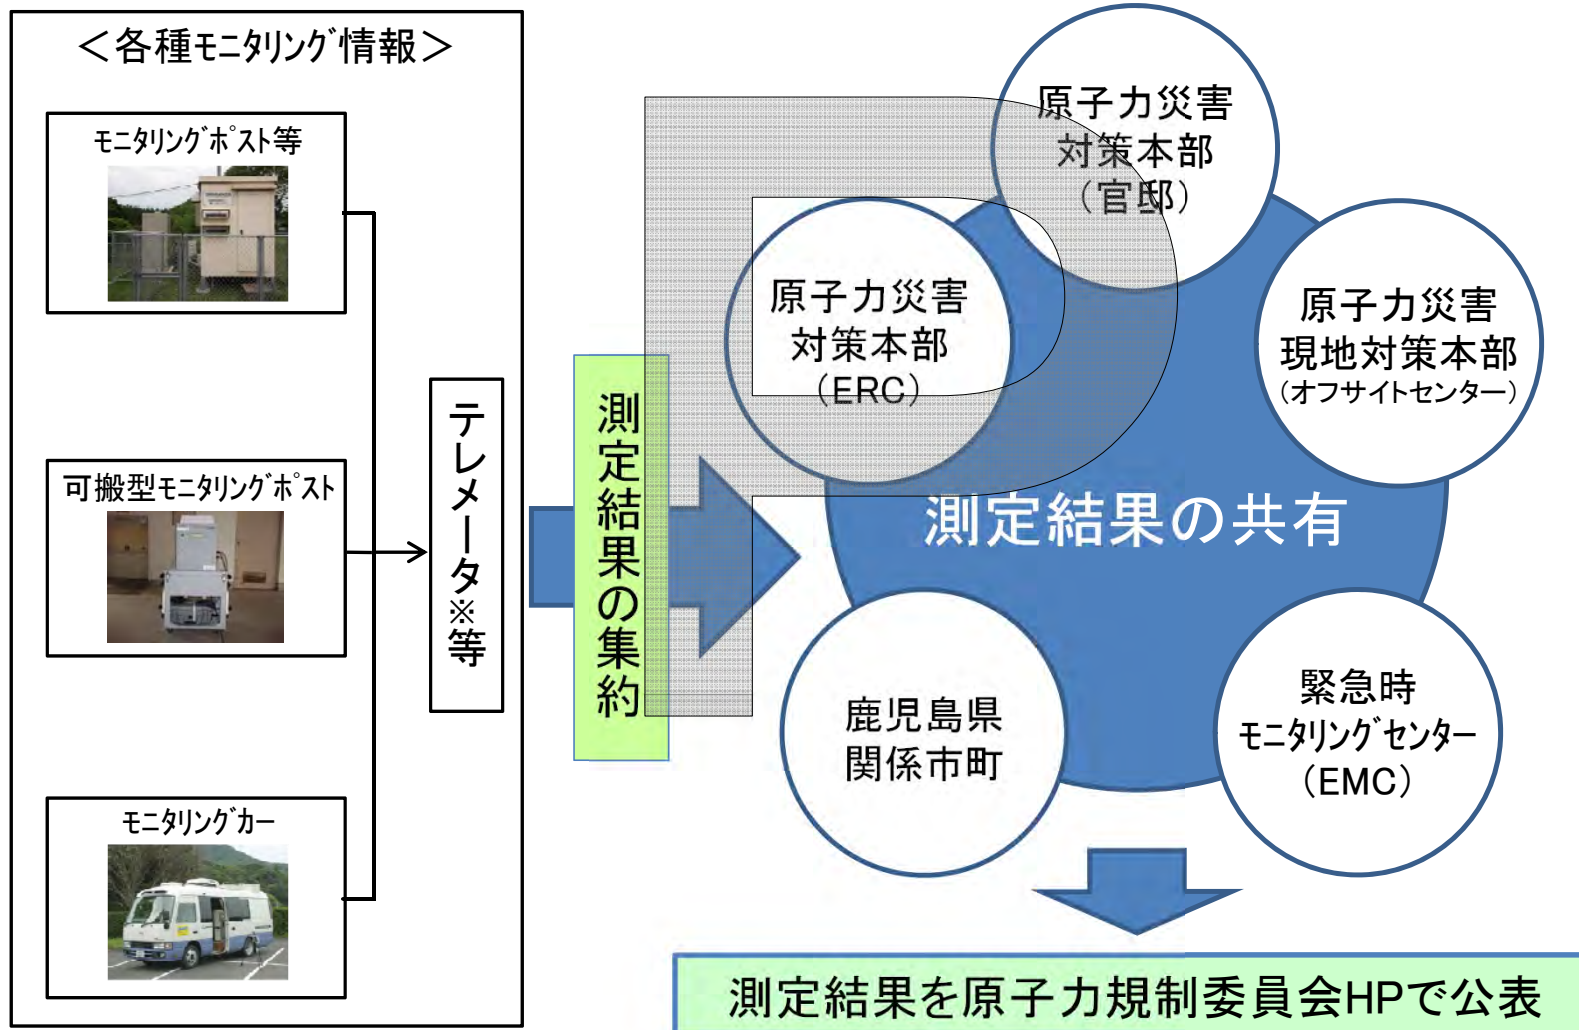 ＜各種モニタリング情報＞
モニタリングポスト等
可搬型モニタリングポスト
モニタリングカー
テレメータ※等
測定結果の集約
原子力災害
対策本部
（官邸）
原子力災害
対策本部
（ERC）
原子力災害
現地対策本部
（オフサイトセンター）
測定結果の共有
鹿児島県
関係市町
緊急時
モニタリングセンター
（EMC）
測定結果を原子力規制委員会HPで公表